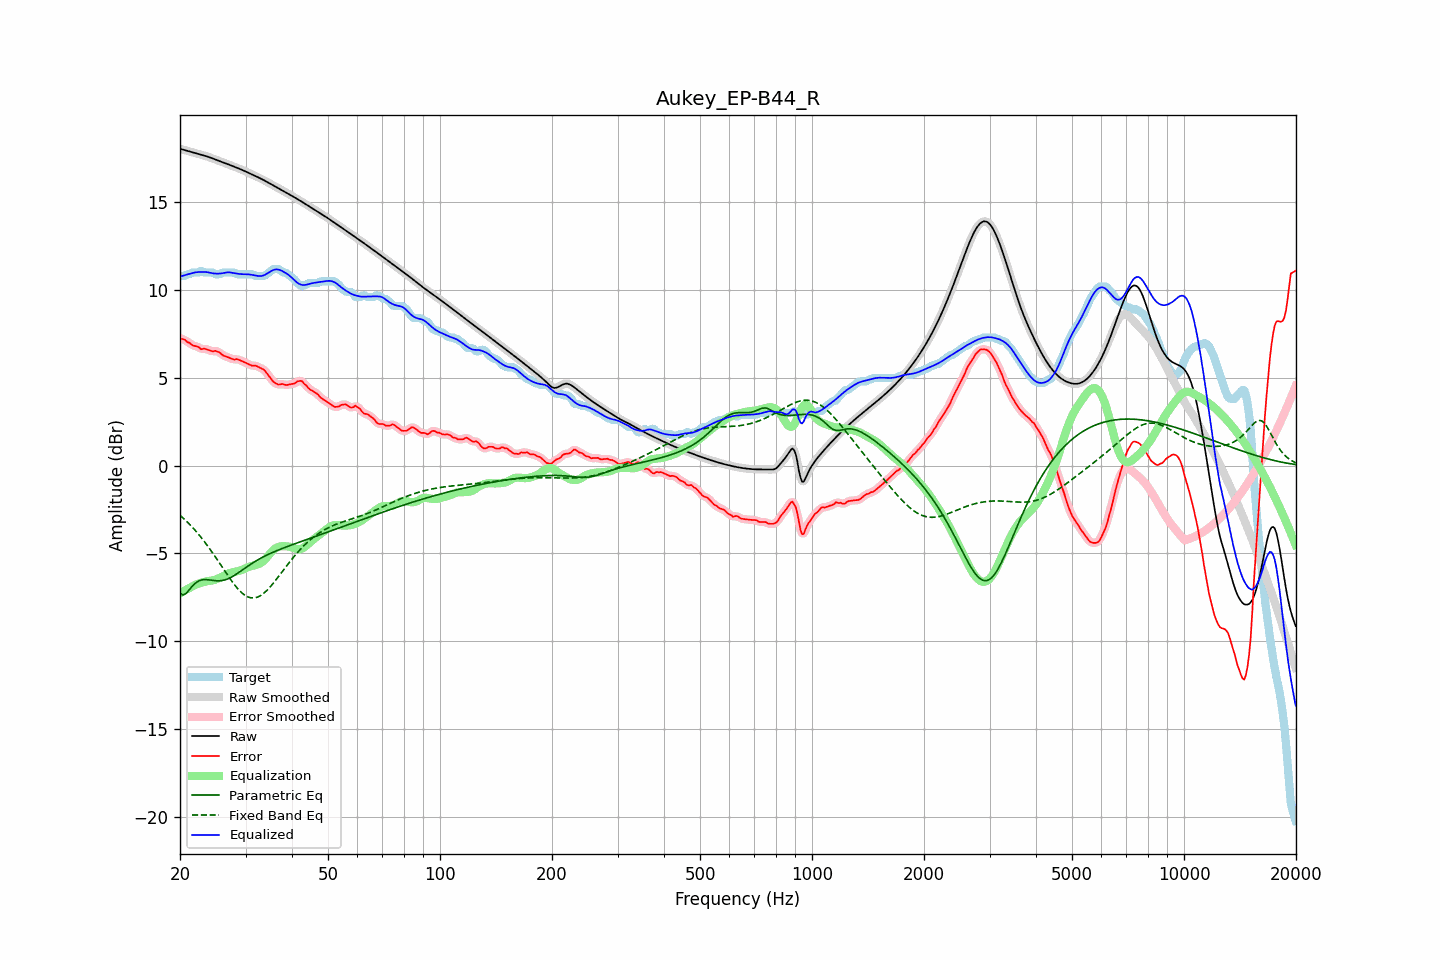 Aukey_EP-B44_R
Amplitude (dBr)
15
10
5
0
−5
−10
−15
−20
Target
Raw Smoothed
Error Smoothed
Raw
Error
Equalization
Parametric Eq
Fixed Band Eq
Equalized
20 50 100 200 500 1000 2000 5000 10000 20000
Frequency (Hz)